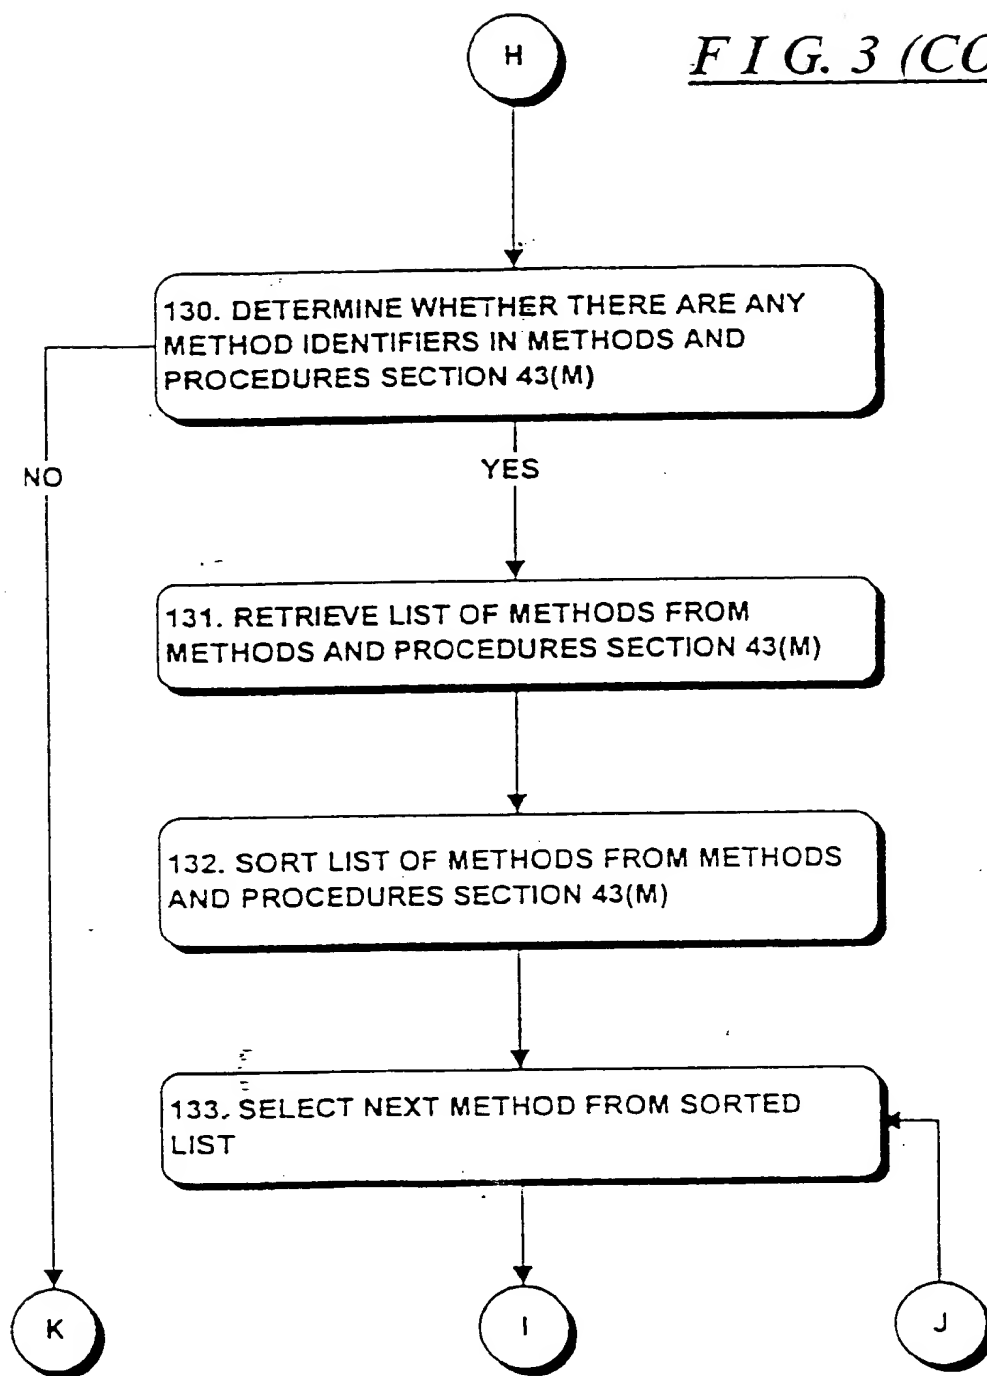 H
FIG. 3 (CO
130. DETERMINE WHETHER THERE ARE ANY
METHOD IDENTIFIERS IN METHODS AND
PROCEDURES SECTION 43(M)
NO
YES
131. RETRIEVE LIST OF METHODS FROM
METHODS AND PROCEDURES SECTION 43(M)
132. SORT LIST OF METHODS FROM METHODS
AND PROCEDURES SECTION 43(M)
133. SELECT NEXT METHOD FROM SORTED
LIST
K
I
J